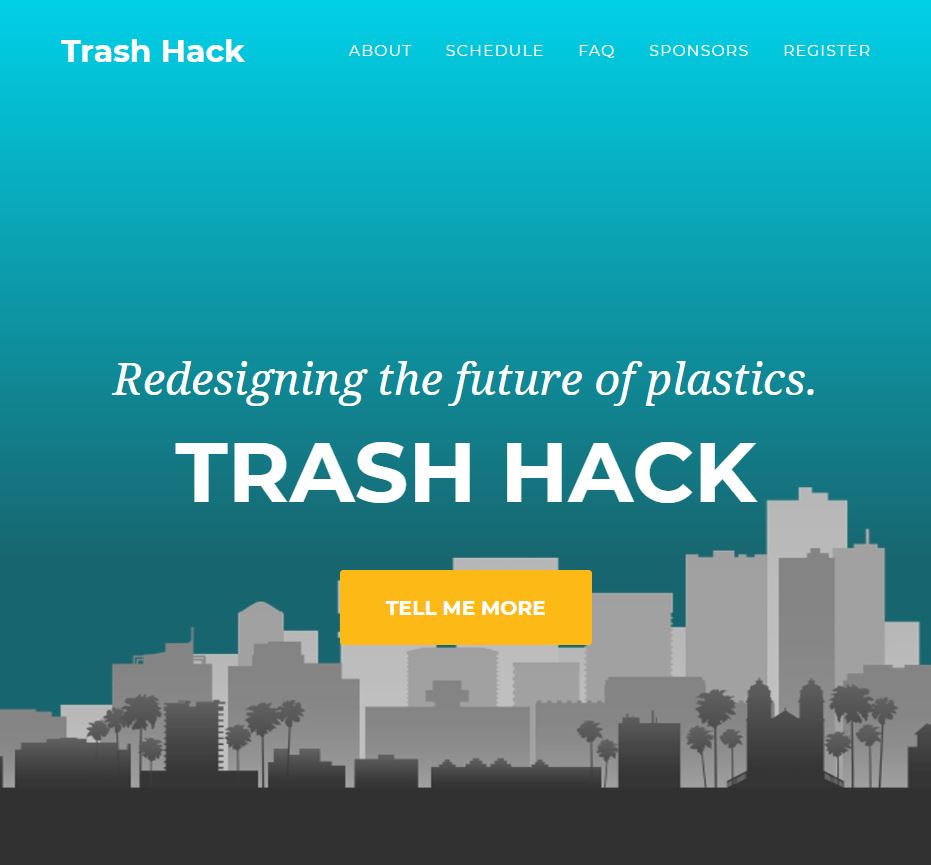 Trash Hack
ABOUT SCHEDULE FAQ SPONSORS REGISTER
Redesigning the future of plastics.
TRASH HACK
TELL ME MORE